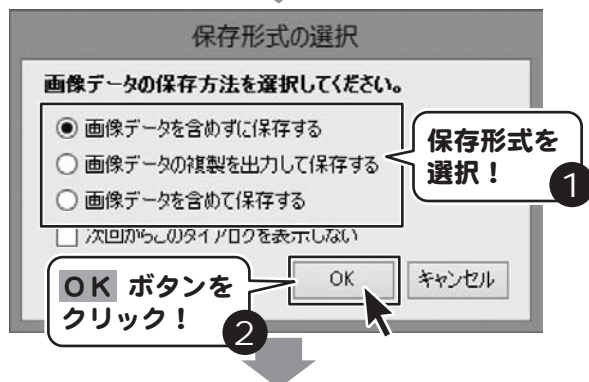 保存形式の選択
画像データの保存方法を選択してください。
画像データを含めずに保存する
画像データの複製を出力して保存する
画像データを含めて保存する
保存形式を
選択！
1
次回からこのダイアログを表示しない
OK キャンセル
OK ボタンを
クリック！
2